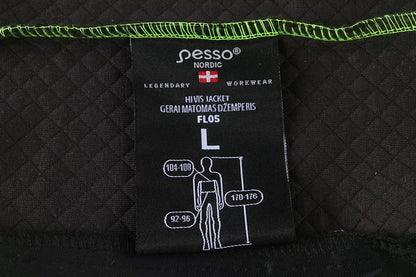 pesso®
NORDIC
LEGENDARY WORKWEAR
HI VIS JACKET
GERAI MATOMAS DŽEMPERIS
FL05
L
104-108
170-176
92-96